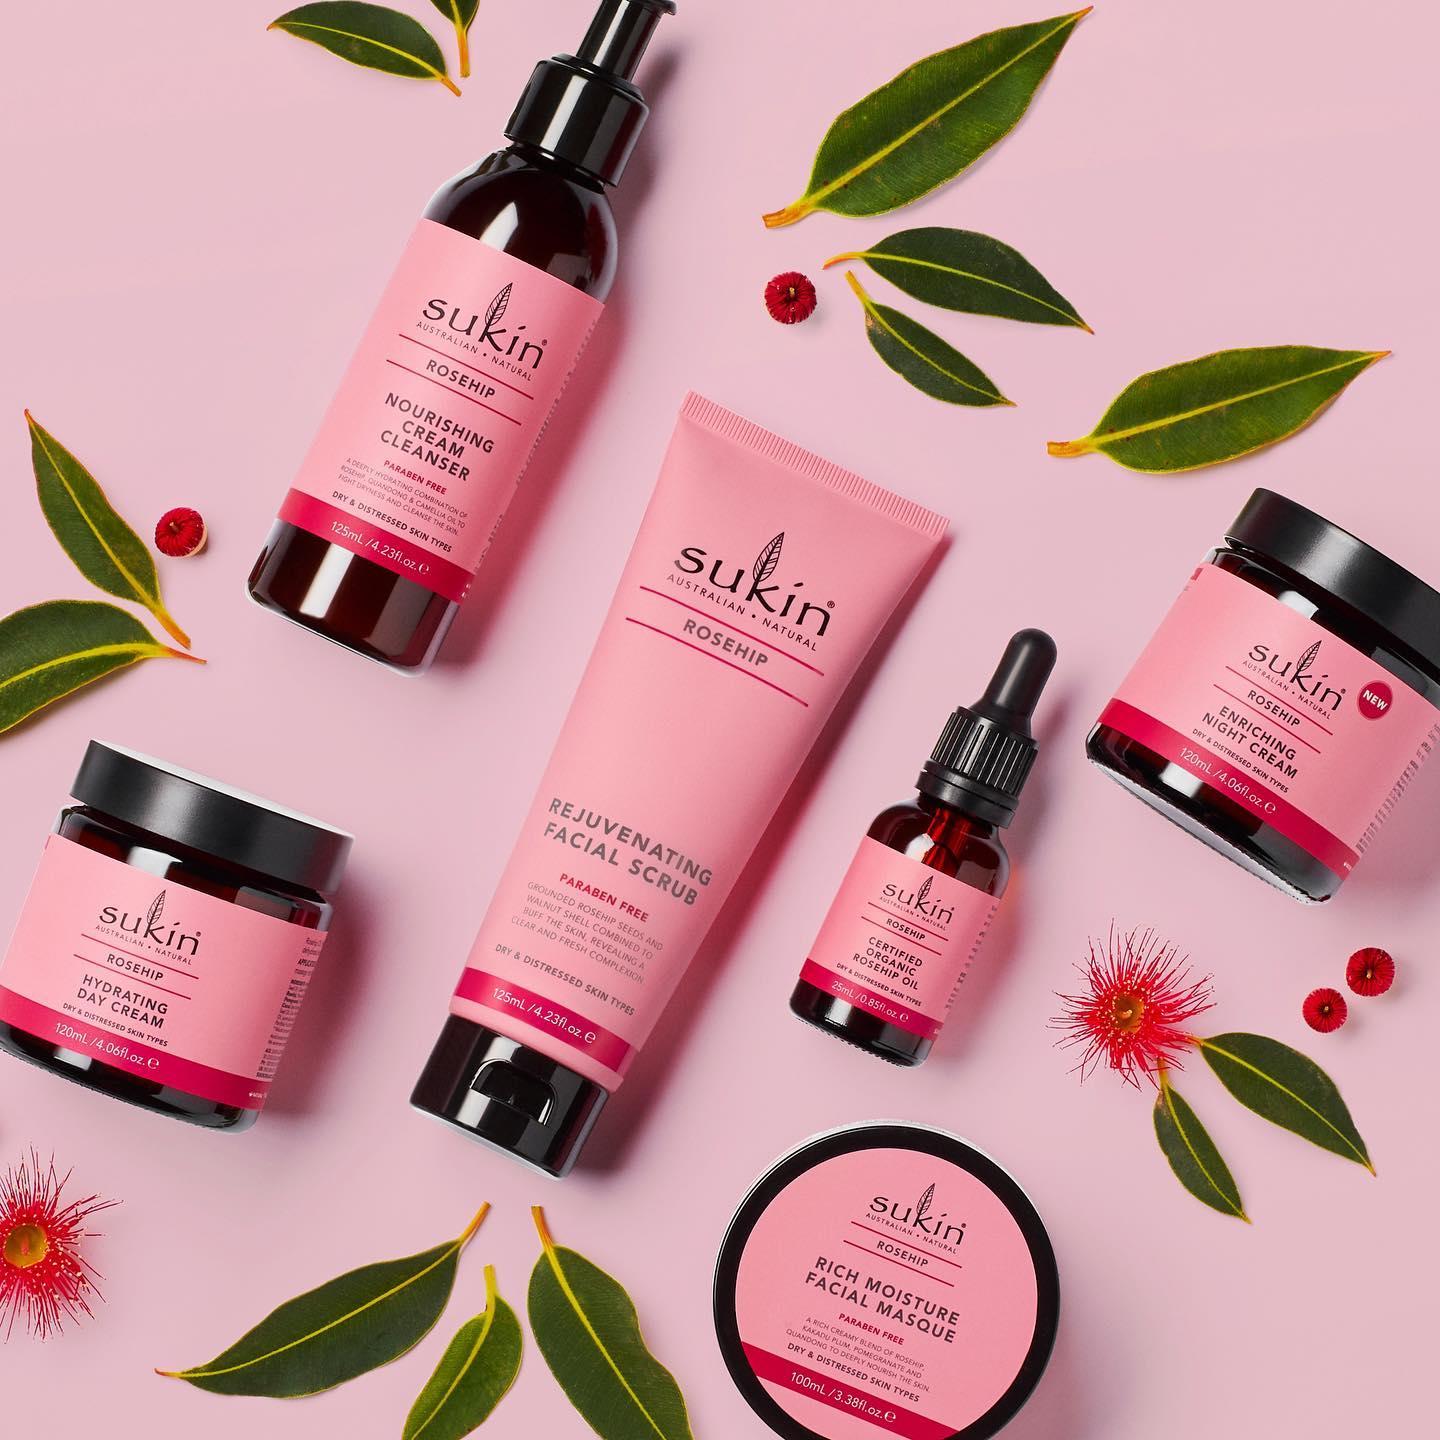 sukin®
AUSTRALIAN • NATURAL
ROSEHIP
NOURISHING
CREAM
CLEANSER
PARABEN FREE
A DEEPLY HYDRATING COMBINATION OF
ROSEHIP, QUANDONG & CAMELLIA OIL TO
FIGHT DRYNESS AND CLEANSE THE SKIN.
DRY & DISTRESSED SKIN TYPES
125mL/4.23fl.oz.℮
sukin®
AUSTRALIAN • NATURAL
ROSEHIP
REJUVENATING
FACIAL SCRUB
PARABEN FREE
GROUNDED ROSEHIP SEEDS AND
WALNUT SHELL COMBINED TO
BUFF THE SKIN, REVEALING A
CLEAR AND FRESH COMPLEXION
DRY & DISTRESSED SKIN TYPES
125mL/4.23fl.oz.℮
sukin®
AUSTRALIAN • NATURAL
NEW
ROSEHIP
ENRICHING
NIGHT CREAM
DRY & DISTRESSED SKIN TYPES
120mL/4.06fl.oz.℮
sukin®
AUSTRALIAN • NATURAL
ROSEHIP
HYDRATING
DAY CREAM
DRY & DISTRESSED SKIN TYPES
120mL/4.06fl.oz.℮
sukin®
AUSTRALIAN • NATURAL
ROSEHIP
CERTIFIED
ORGANIC
ROSEHIP OIL
DRY & DISTRESSED SKIN TYPES
25mL/0.85fl.oz.℮
sukin®
AUSTRALIAN • NATURAL
ROSEHIP
RICH MOISTURE
FACIAL MASQUE
PARABEN FREE
A RICH CREAMY BLEND OF ROSEHIP,
KAKADU PLUM, POMEGRANATE AND
QUANDONG TO DEEPLY NOURISH THE SKIN.
DRY & DISTRESSED SKIN TYPES
100mL/3.38fl.oz.℮